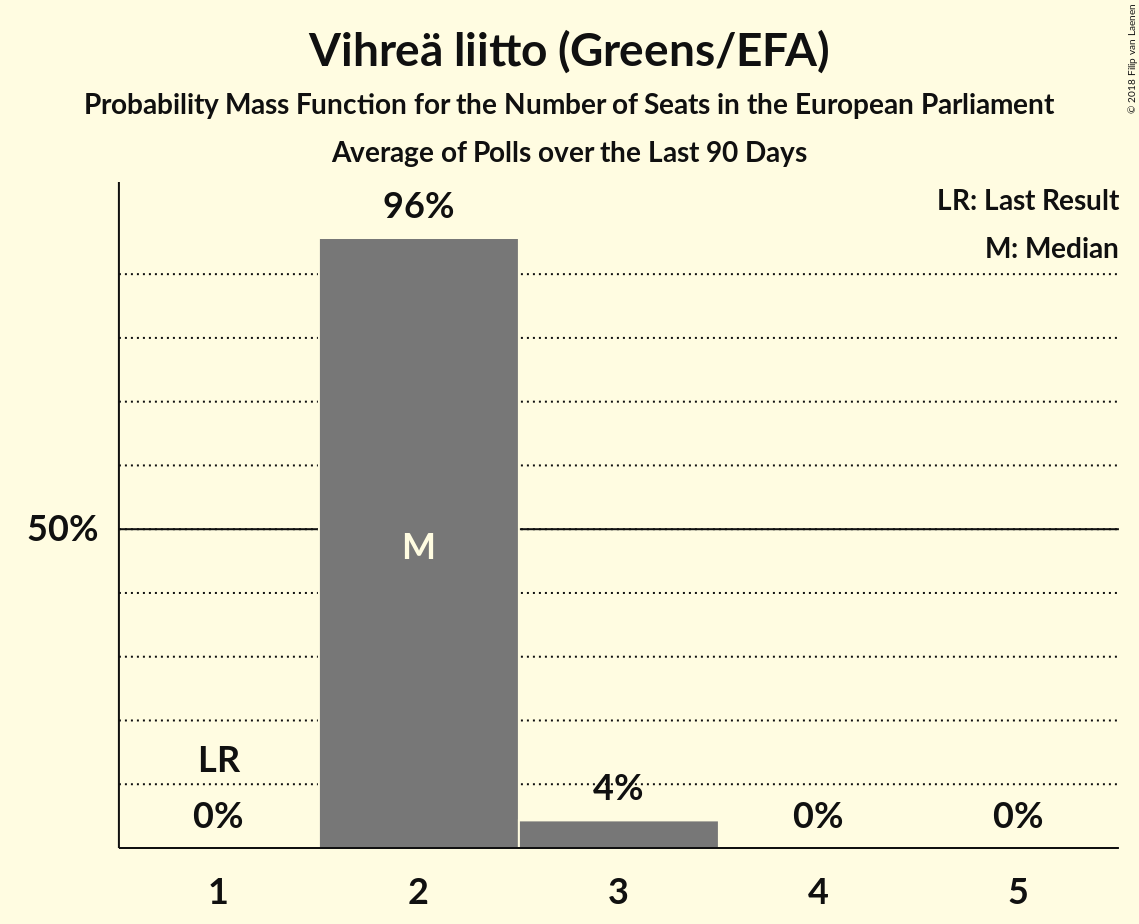 Vihreä liitto (Greens/EFA)
Probability Mass Function for the Number of Seats in the European Parliament
Average of Polls over the Last 90 Days
© 2018 Filip van Laenen
LR: Last Result
M: Median
96%
50%
M
LR
0%
4%
0%
0%
1
2
3
4
5